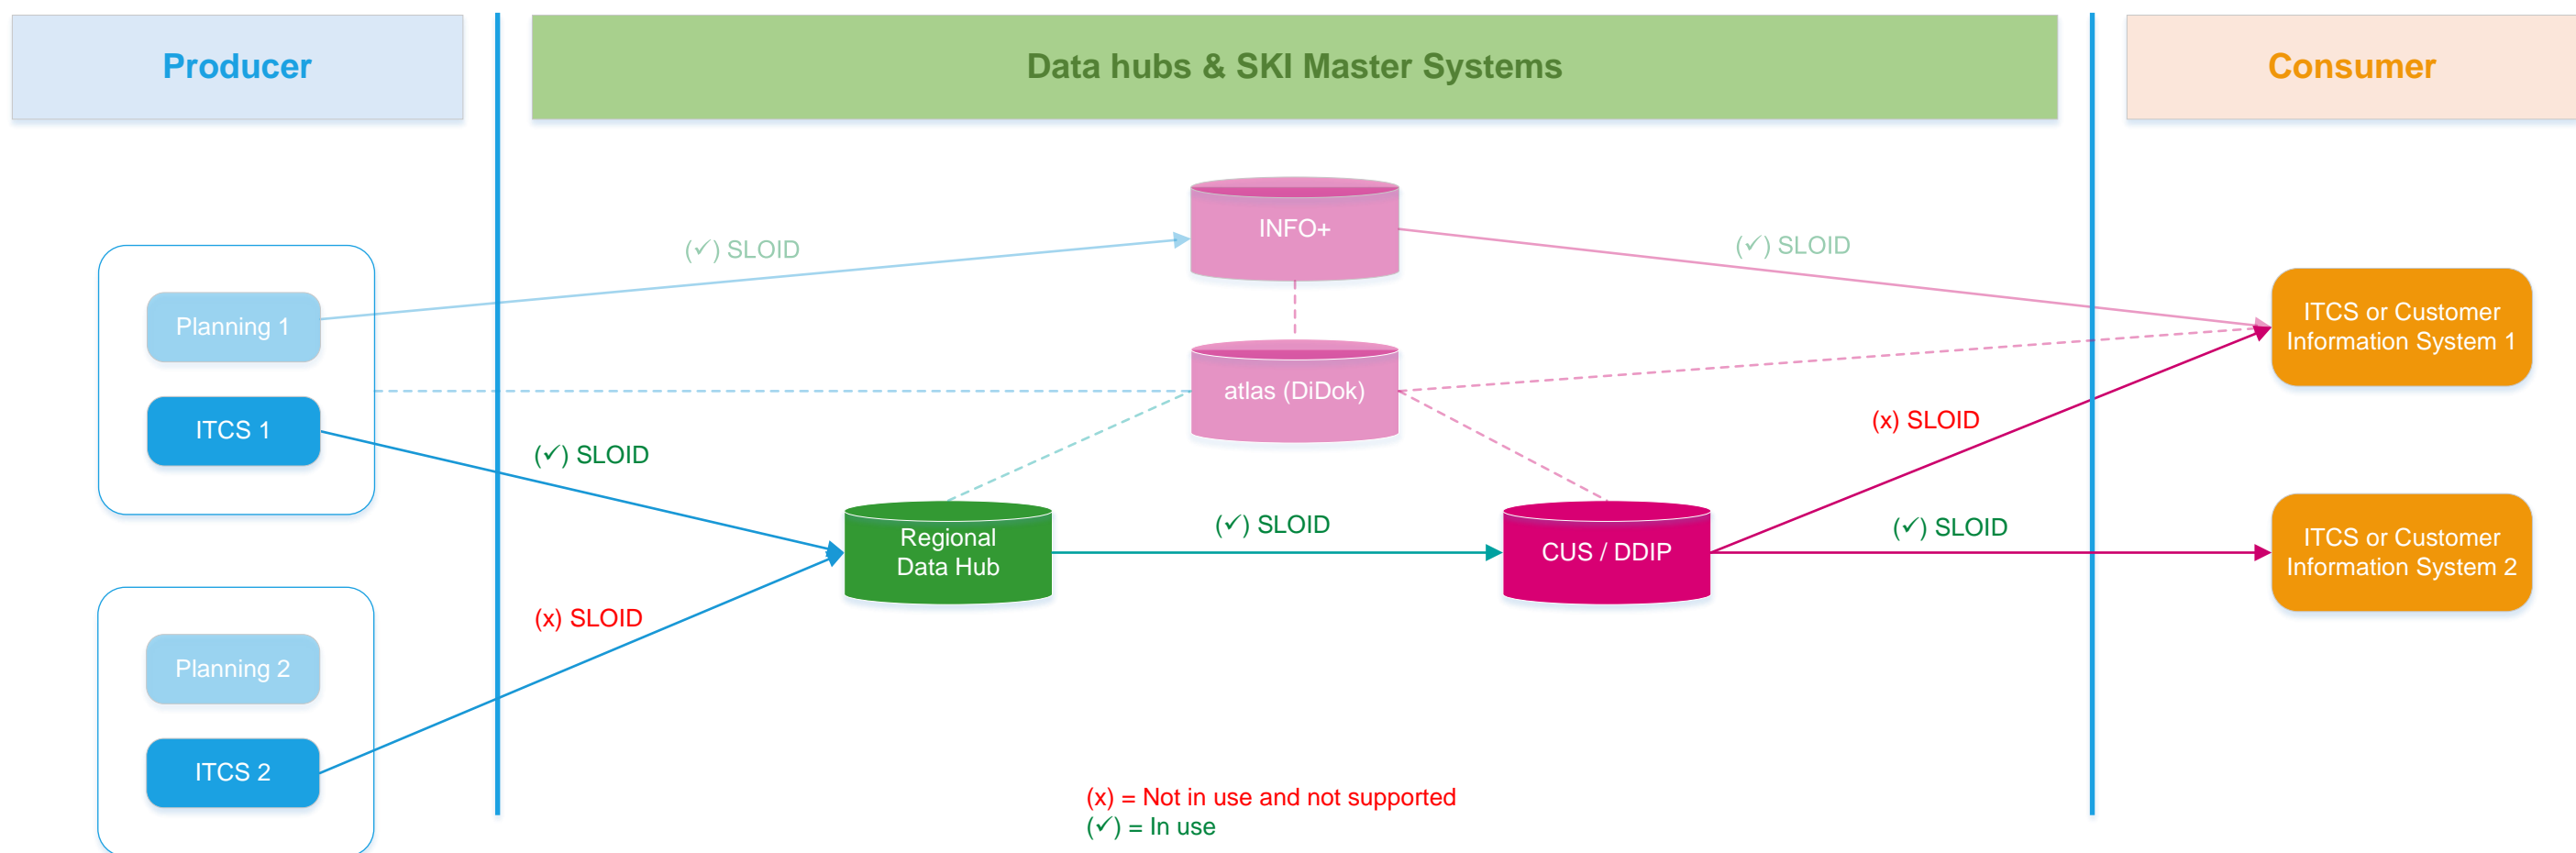 Producer
Data hubs & SKI Master Systems
Consumer
INFO+
(✓) SLOID
(✓) SLOID
Planning 1
ITCS or Customer
Information System 1
atlas (DiDok)
ITCS 1
(x) SLOID
(✓) SLOID
Regional
Data Hub
(✓) SLOID
CUS / DDIP
(✓) SLOID
ITCS or Customer
Information System 2
(x) SLOID
Planning 2
ITCS 2
(x) = Not in use and not supported
(✓) = In use